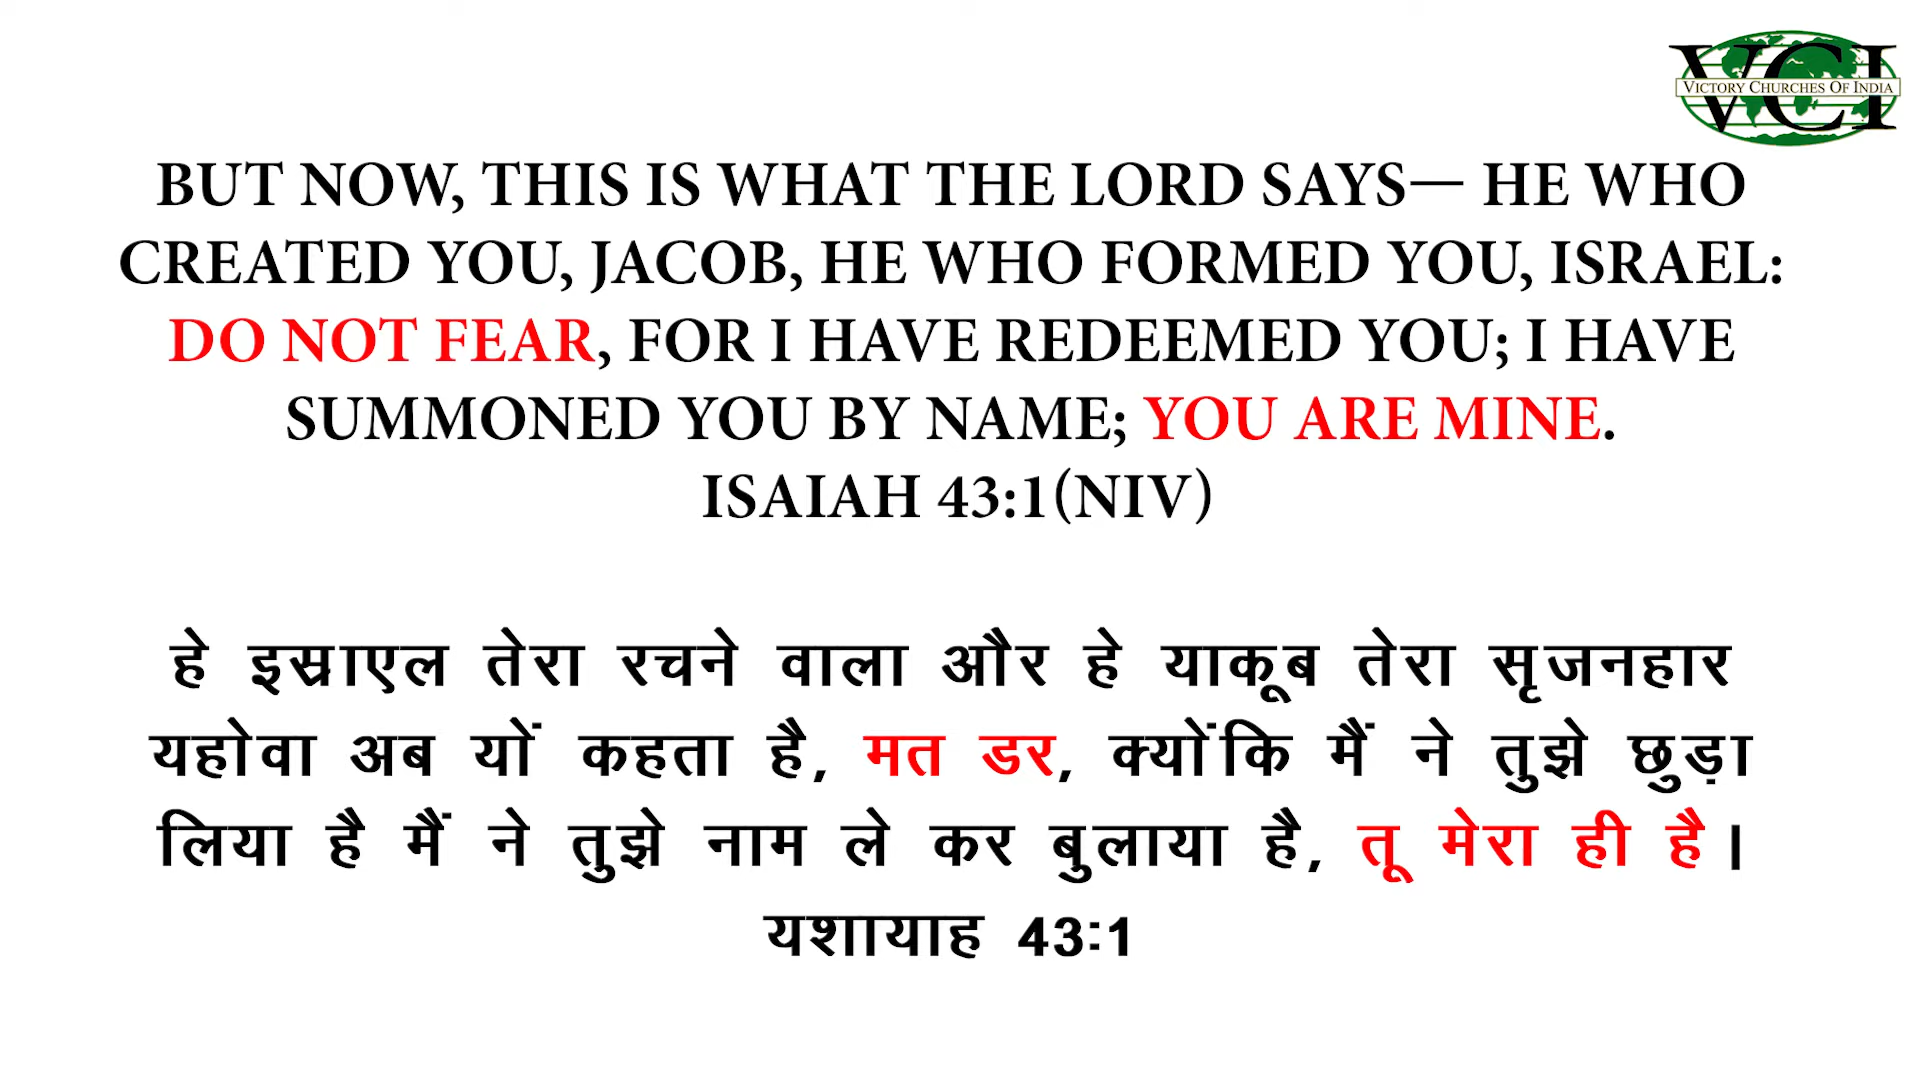 VCI
VICTORY CHURCHES OF INDIA
BUT NOW, THIS IS WHAT THE LORD SAYS— HE WHO
CREATED YOU, JACOB, HE WHO FORMED YOU, ISRAEL:
DO NOT FEAR, FOR I HAVE REDEEMED YOU; I HAVE
SUMMONED YOU BY NAME; YOU ARE MINE.
ISAIAH 43:1(NIV)
हे इस्राएल तेरा रचने वाला और हे याकूब तेरा सृजनहार
यहोवा अब यों कहता है, मत डर, क्योंकि मैं ने तुझे छुड़ा
लिया है मैं ने तुझे नाम ले कर बुलाया है, तू मेरा ही है।
यशायाह 43:1